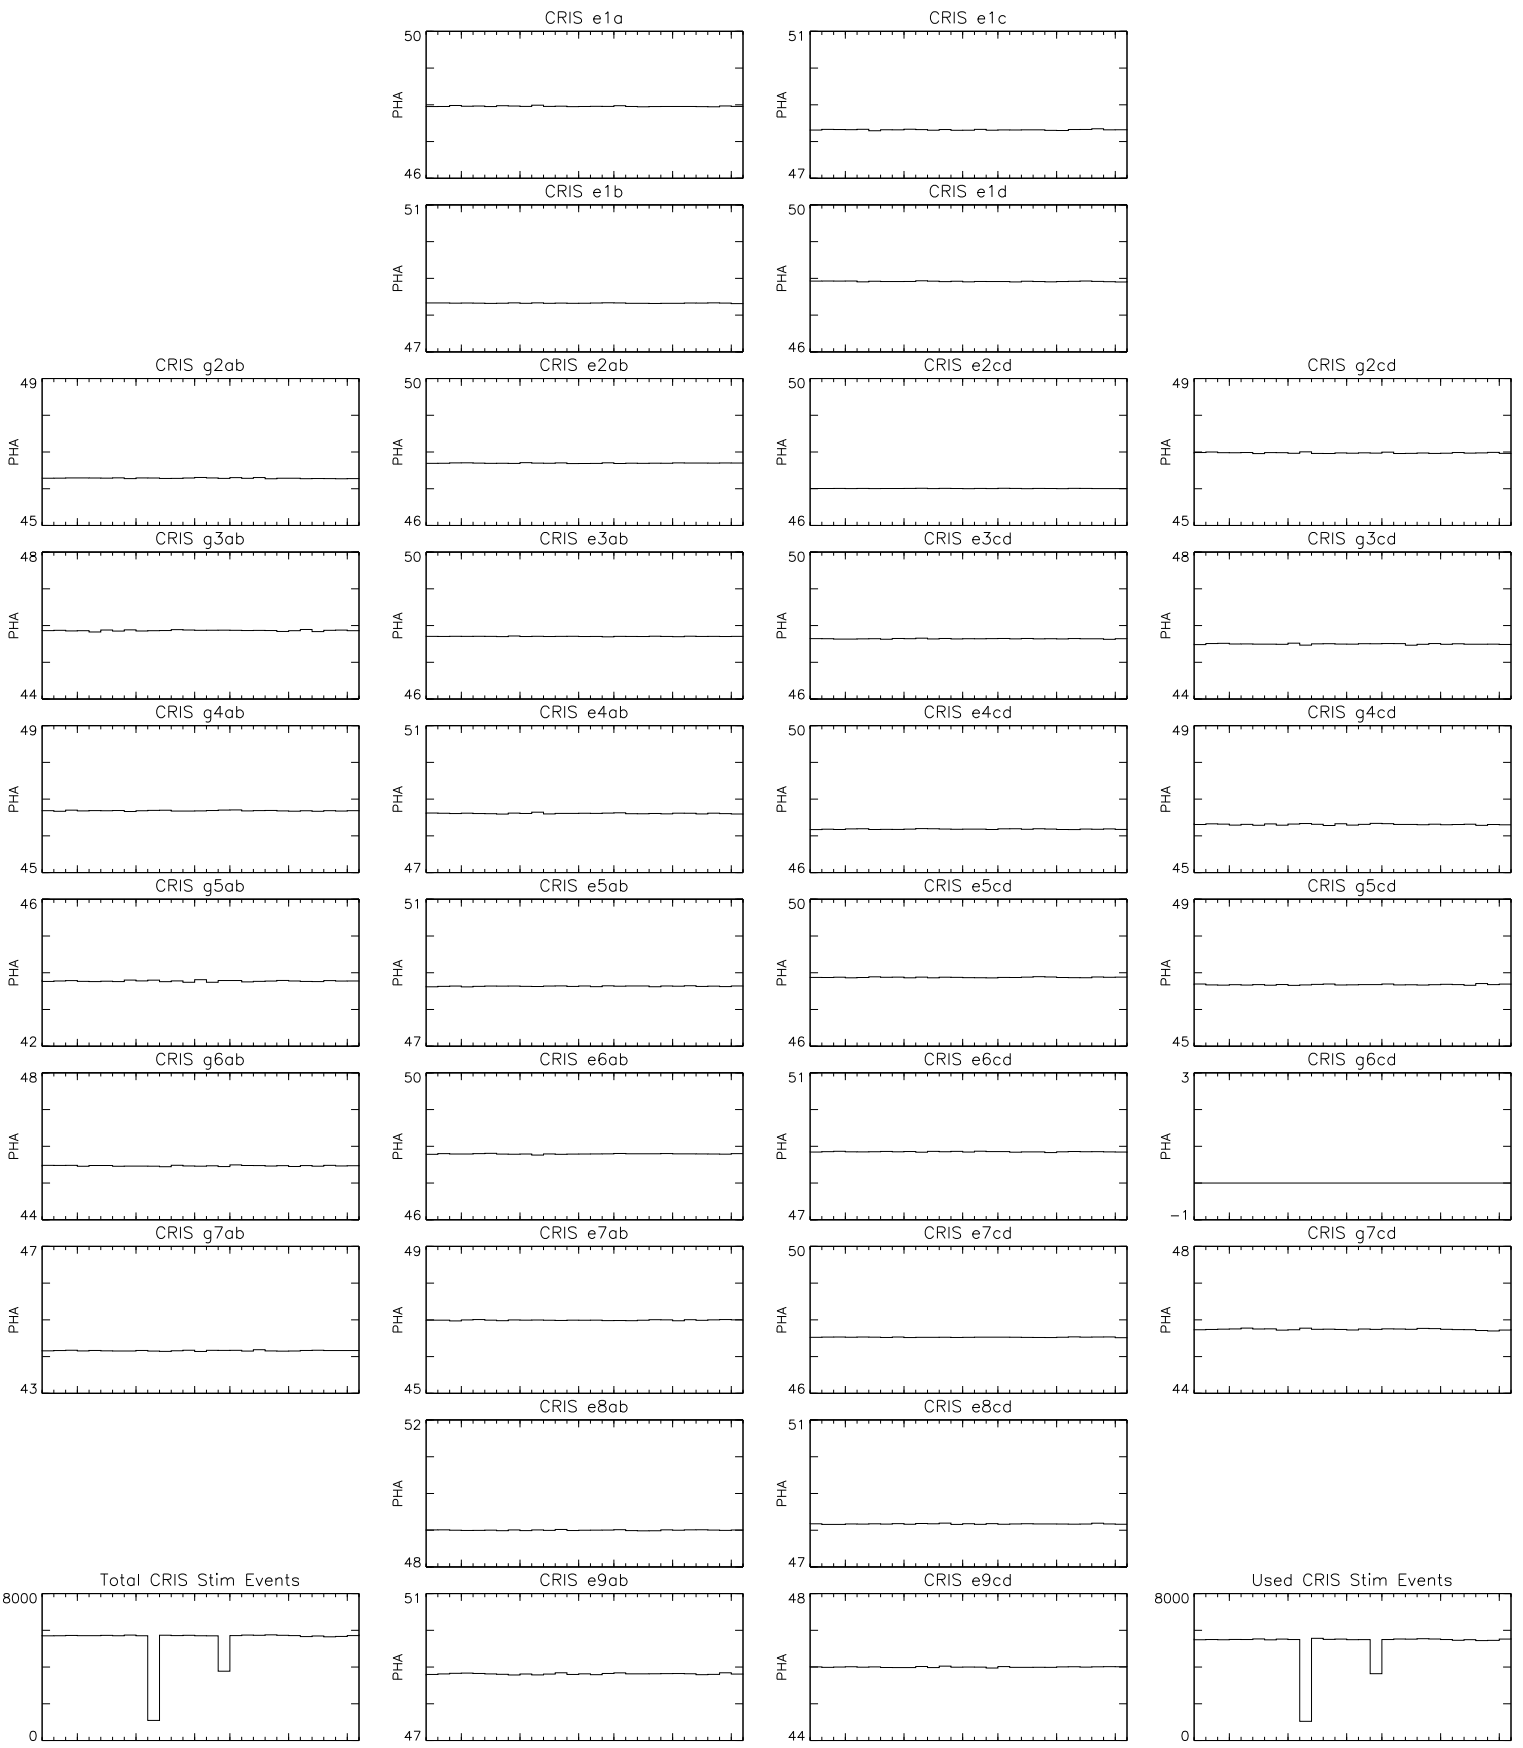 CRIS e1a CRIS e1c
50 51
PHA PHA
46 47
CRIS e1b CRIS e1d
51 50
PHA PHA
47 46
CRIS g2ab CRIS e2ab CRIS e2cd CRIS g2cd
49 50 50 49
PHA PHA PHA PHA
45 46 46 45
CRIS g3ab CRIS e3ab CRIS e3cd CRIS g3cd
48 50 50 48
PHA PHA PHA PHA
44 46 46 44
CRIS g4ab CRIS e4ab CRIS e4cd CRIS g4cd
49 51 50 49
PHA PHA PHA PHA
45 47 46 45
CRIS g5ab CRIS e5ab CRIS e5cd CRIS g5cd
46 51 50 49
PHA PHA PHA PHA
42 47 46 45
CRIS g6ab CRIS e6ab CRIS e6cd CRIS g6cd
48 50 51 3
PHA PHA PHA PHA
44 46 47 -1
CRIS g7ab CRIS e7ab CRIS e7cd CRIS g7cd
47 49 50 48
PHA PHA PHA PHA
43 45 46 44
CRIS e8ab CRIS e8cd
52 51
PHA PHA
48 47
Total CRIS Stim Events CRIS e9ab CRIS e9cd Used CRIS Stim Events
8000 51 48 8000
PHA PHA
0 47 44 0